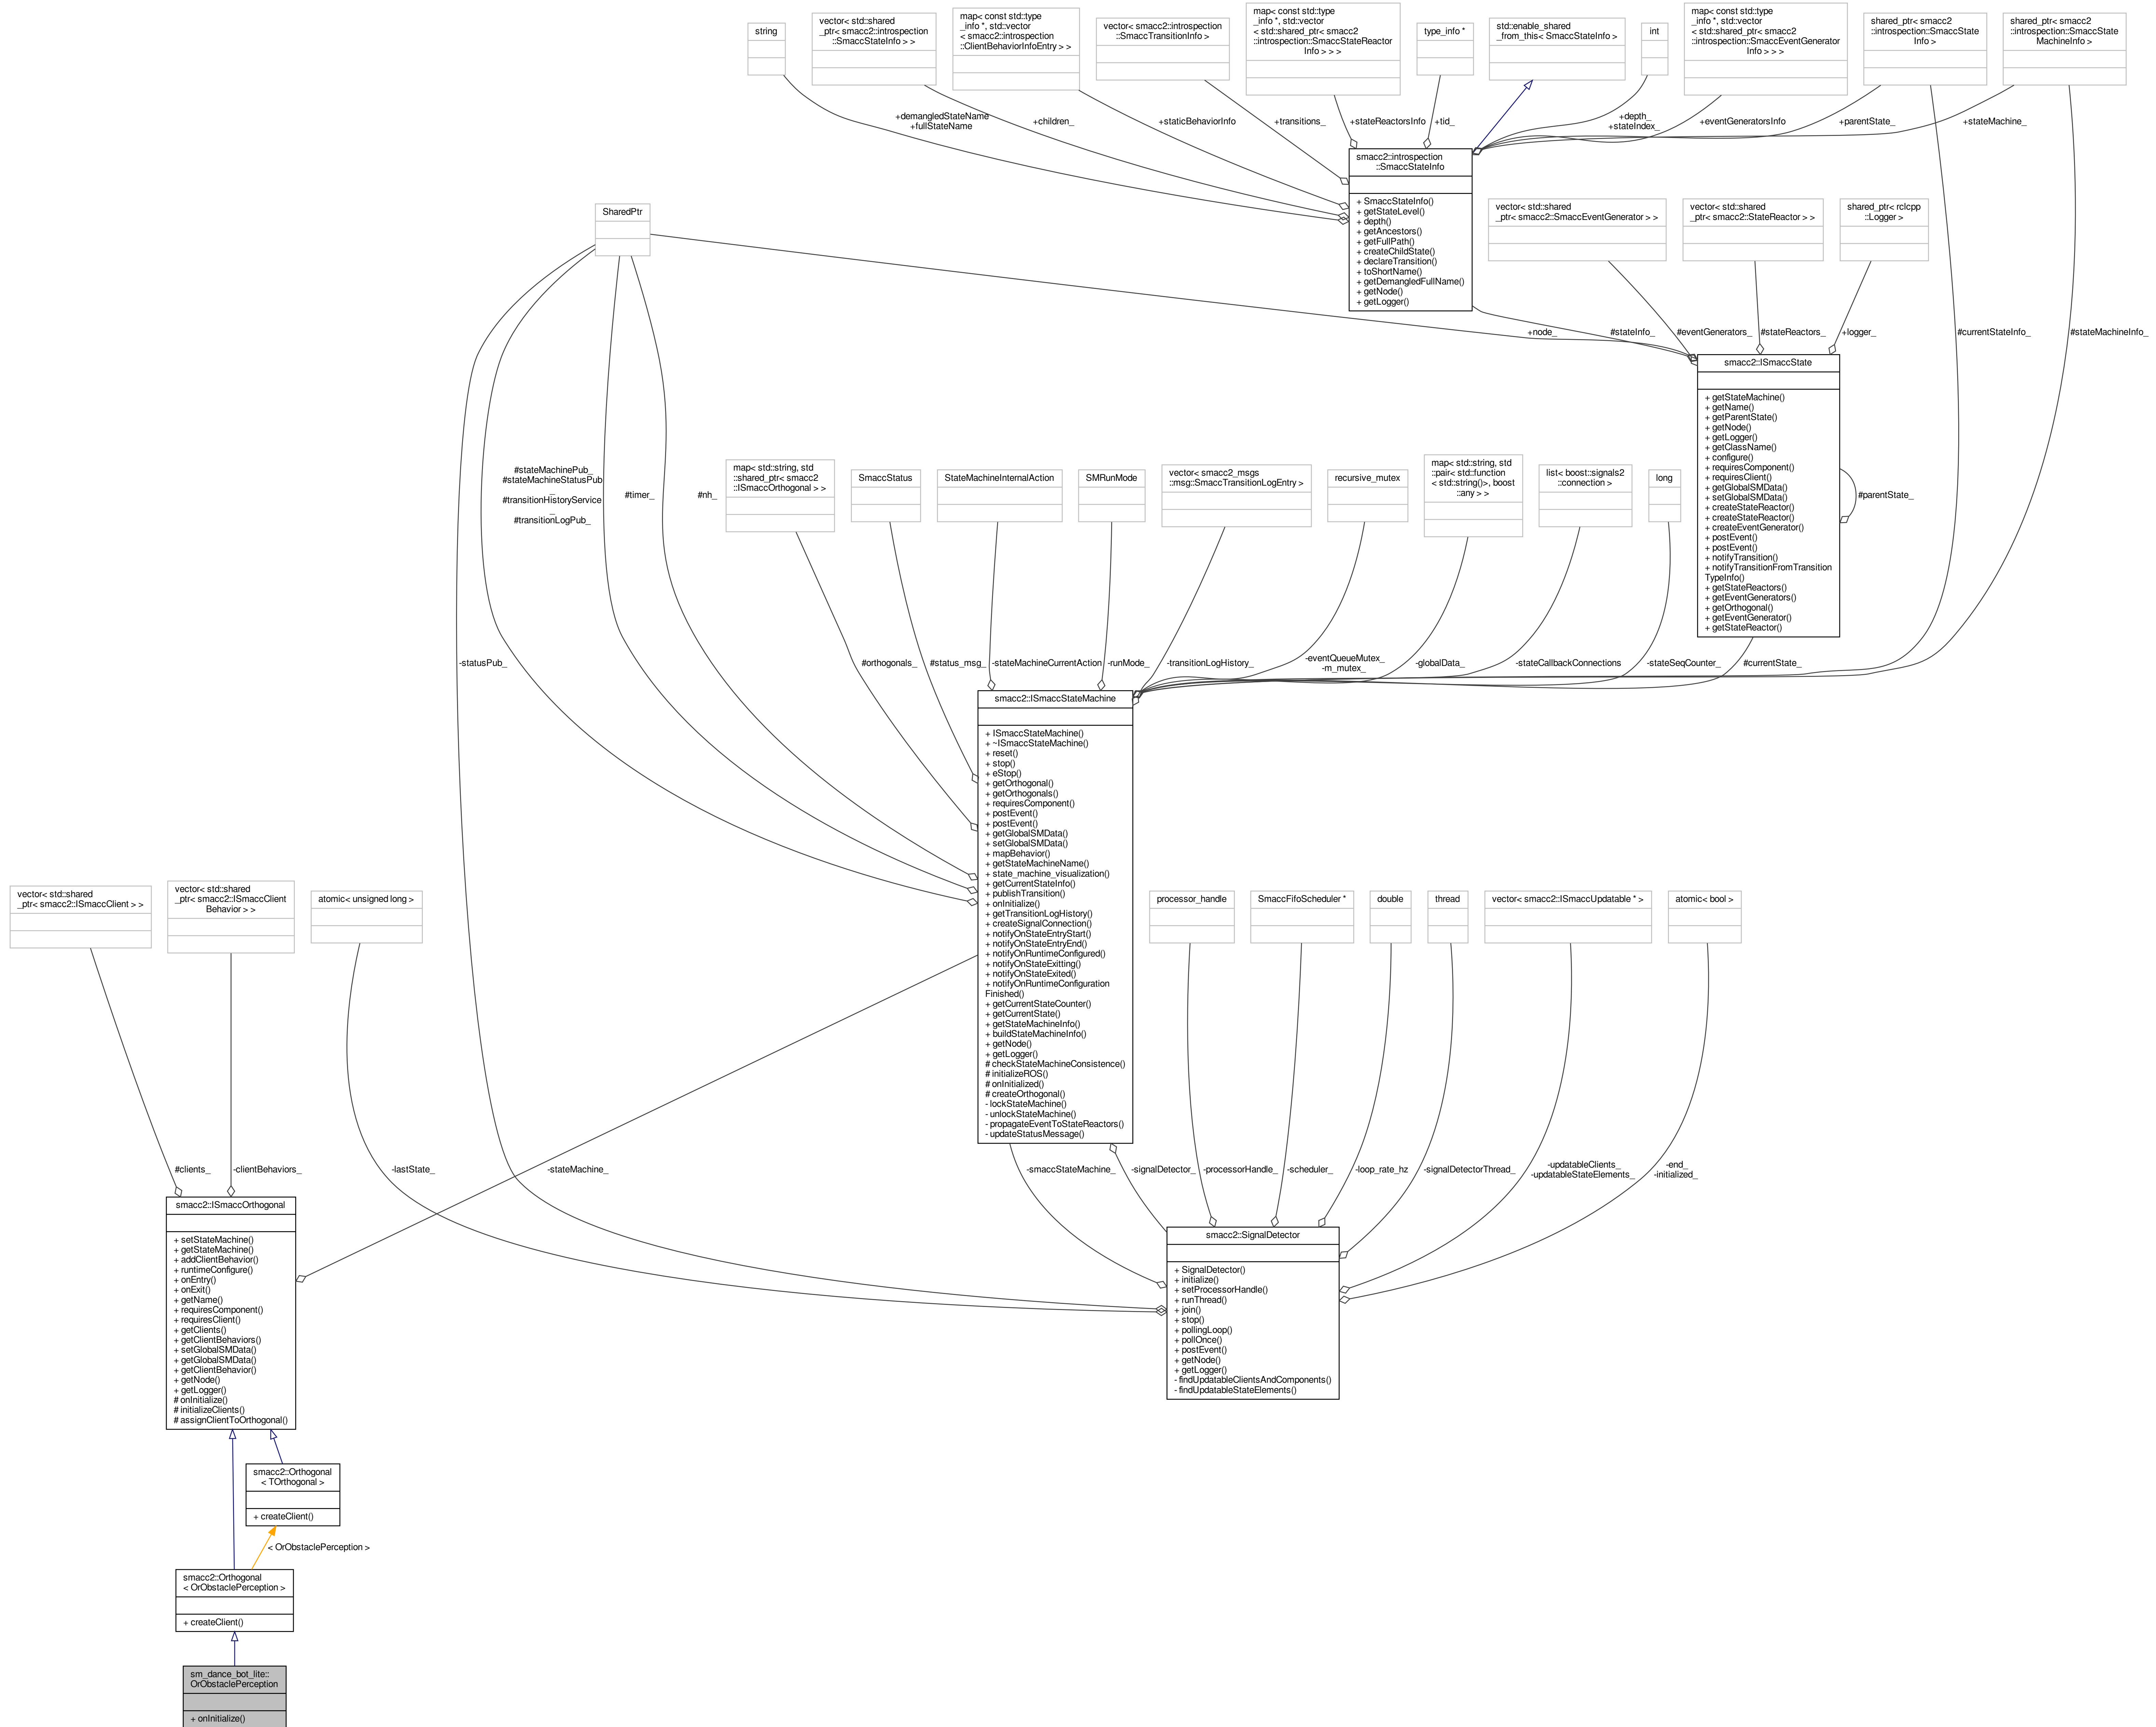 string
vector< std::shared
_ptr< smacc2::introspection
::SmaccStateInfo > >
map< const std::type
_info *, std::vector
< smacc2::introspection
::ClientBehaviorInfoEntry > >
vector< smacc2::introspection
::SmaccTransitionInfo >
map< const std::type
_info *, std::vector
< std::shared_ptr< smacc2
::introspection::SmaccStateReactor
Info > > >
type_info *
std::enable_shared
_from_this< SmaccStateInfo >
int
map< const std::type
_info *, std::vector
< std::shared_ptr< smacc2
::introspection::SmaccEventGenerator
Info > > >
shared_ptr< smacc2
::introspection::SmaccState
Info >
shared_ptr< smacc2
::introspection::SmaccState
MachineInfo >
+demangledStateName
+fullStateName
+children_
+staticBehaviorInfo
+transitions_
+stateReactorsInfo
+tid_
+depth_
+stateIndex_
+eventGeneratorsInfo
+parentState_
+stateMachine_
smacc2::introspection
::SmaccStateInfo
+ SmaccStateInfo()
+ getStateLevel()
+ depth()
+ getAncestors()
+ getFullPath()
+ createChildState()
+ declareTransition()
+ toShortName()
+ getDemangledFullName()
+ getNode()
+ getLogger()
SharedPtr
vector< std::shared
_ptr< smacc2::SmaccEventGenerator > >
vector< std::shared
_ptr< smacc2::StateReactor > >
shared_ptr< rclcpp
::Logger >
+node_
#stateInfo_
#eventGenerators_
#stateReactors_
+logger_
#currentStateInfo_
#stateMachineInfo_
smacc2::ISmaccState
+ getStateMachine()
+ getName()
+ getParentState()
+ getNode()
+ getLogger()
+ getClassName()
+ configure()
+ requiresComponent()
+ requiresClient()
+ getGlobalSMData()
+ setGlobalSMData()
+ createStateReactor()
+ createStateReactor()
+ createEventGenerator()
+ postEvent()
+ postEvent()
+ notifyTransition()
+ notifyTransitionFromTransition
TypeInfo()
+ getStateReactors()
+ getEventGenerators()
+ getOrthogonal()
+ getEventGenerator()
+ getStateReactor()
#parentState_
#stateMachinePub_
#stateMachineStatusPub
_
#transitionHistoryService
_
#transitionLogPub_
#timer_
#nh_
map< std::string, std
::shared_ptr< smacc2
::ISmaccOrthogonal > >
SmaccStatus
StateMachineInternalAction
SMRunMode
vector< smacc2_msgs
::msg::SmaccTransitionLogEntry >
recursive_mutex
map< std::string, std
::pair< std::function
< std::string()>, boost
::any > >
list< boost::signals2
::connection >
long
-statusPub_
#orthogonals_
#status_msg_
-stateMachineCurrentAction
-runMode_
-transitionLogHistory_
-eventQueueMutex_
-m_mutex_
-globalData_
-stateCallbackConnections
-stateSeqCounter_
#currentState_
smacc2::ISmaccStateMachine
+ ISmaccStateMachine()
+ ~ISmaccStateMachine()
+ reset()
+ stop()
+ eStop()
+ getOrthogonal()
+ getOrthogonals()
+ requiresComponent()
+ postEvent()
+ postEvent()
+ getGlobalSMData()
+ setGlobalSMData()
+ mapBehavior()
+ getStateMachineName()
+ state_machine_visualization()
+ getCurrentStateInfo()
+ publishTransition()
+ onInitialize()
+ getTransitionLogHistory()
+ createSignalConnection()
+ notifyOnStateEntryStart()
+ notifyOnStateEntryEnd()
+ notifyOnRuntimeConfigured()
+ notifyOnStateExitting()
+ notifyOnStateExited()
+ notifyOnRuntimeConfiguration
Finished()
+ getCurrentStateCounter()
+ getCurrentState()
+ getStateMachineInfo()
+ buildStateMachineInfo()
+ getNode()
+ getLogger()
# checkStateMachineConsistence()
# initializeROS()
# onInitialized()
# createOrthogonal()
- lockStateMachine()
- unlockStateMachine()
- propagateEventToStateReactors()
- updateStatusMessage()
vector< std::shared
_ptr< smacc2::ISmaccClient > >
vector< std::shared
_ptr< smacc2::ISmaccClient
Behavior > >
atomic< unsigned long >
processor_handle
SmaccFifoScheduler *
double
thread
vector< smacc2::ISmaccUpdatable * >
atomic< bool >
#clients_
-clientBehaviors_
-lastState_
-stateMachine_
-smaccStateMachine_
-signalDetector_
-processorHandle_
-scheduler_
-loop_rate_hz
-signalDetectorThread_
-updatableClients_
-updatableStateElements_
-end_
-initialized_
smacc2::ISmaccOrthogonal
+ setStateMachine()
+ getStateMachine()
+ addClientBehavior()
+ runtimeConfigure()
+ onEntry()
+ onExit()
+ getName()
+ requiresComponent()
+ requiresClient()
+ getClients()
+ getClientBehaviors()
+ setGlobalSMData()
+ getGlobalSMData()
+ getClientBehavior()
+ getNode()
+ getLogger()
# onInitialize()
# initializeClients()
# assignClientToOrthogonal()
smacc2::SignalDetector
+ SignalDetector()
+ initialize()
+ setProcessorHandle()
+ runThread()
+ join()
+ stop()
+ pollingLoop()
+ pollOnce()
+ postEvent()
+ getNode()
+ getLogger()
- findUpdatableClientsAndComponents()
- findUpdatableStateElements()
smacc2::Orthogonal
< TOrthogonal >
+ createClient()
< OrObstaclePerception >
smacc2::Orthogonal
< OrObstaclePerception >
+ createClient()
sm_dance_bot_lite::
OrObstaclePerception
+ onInitialize()